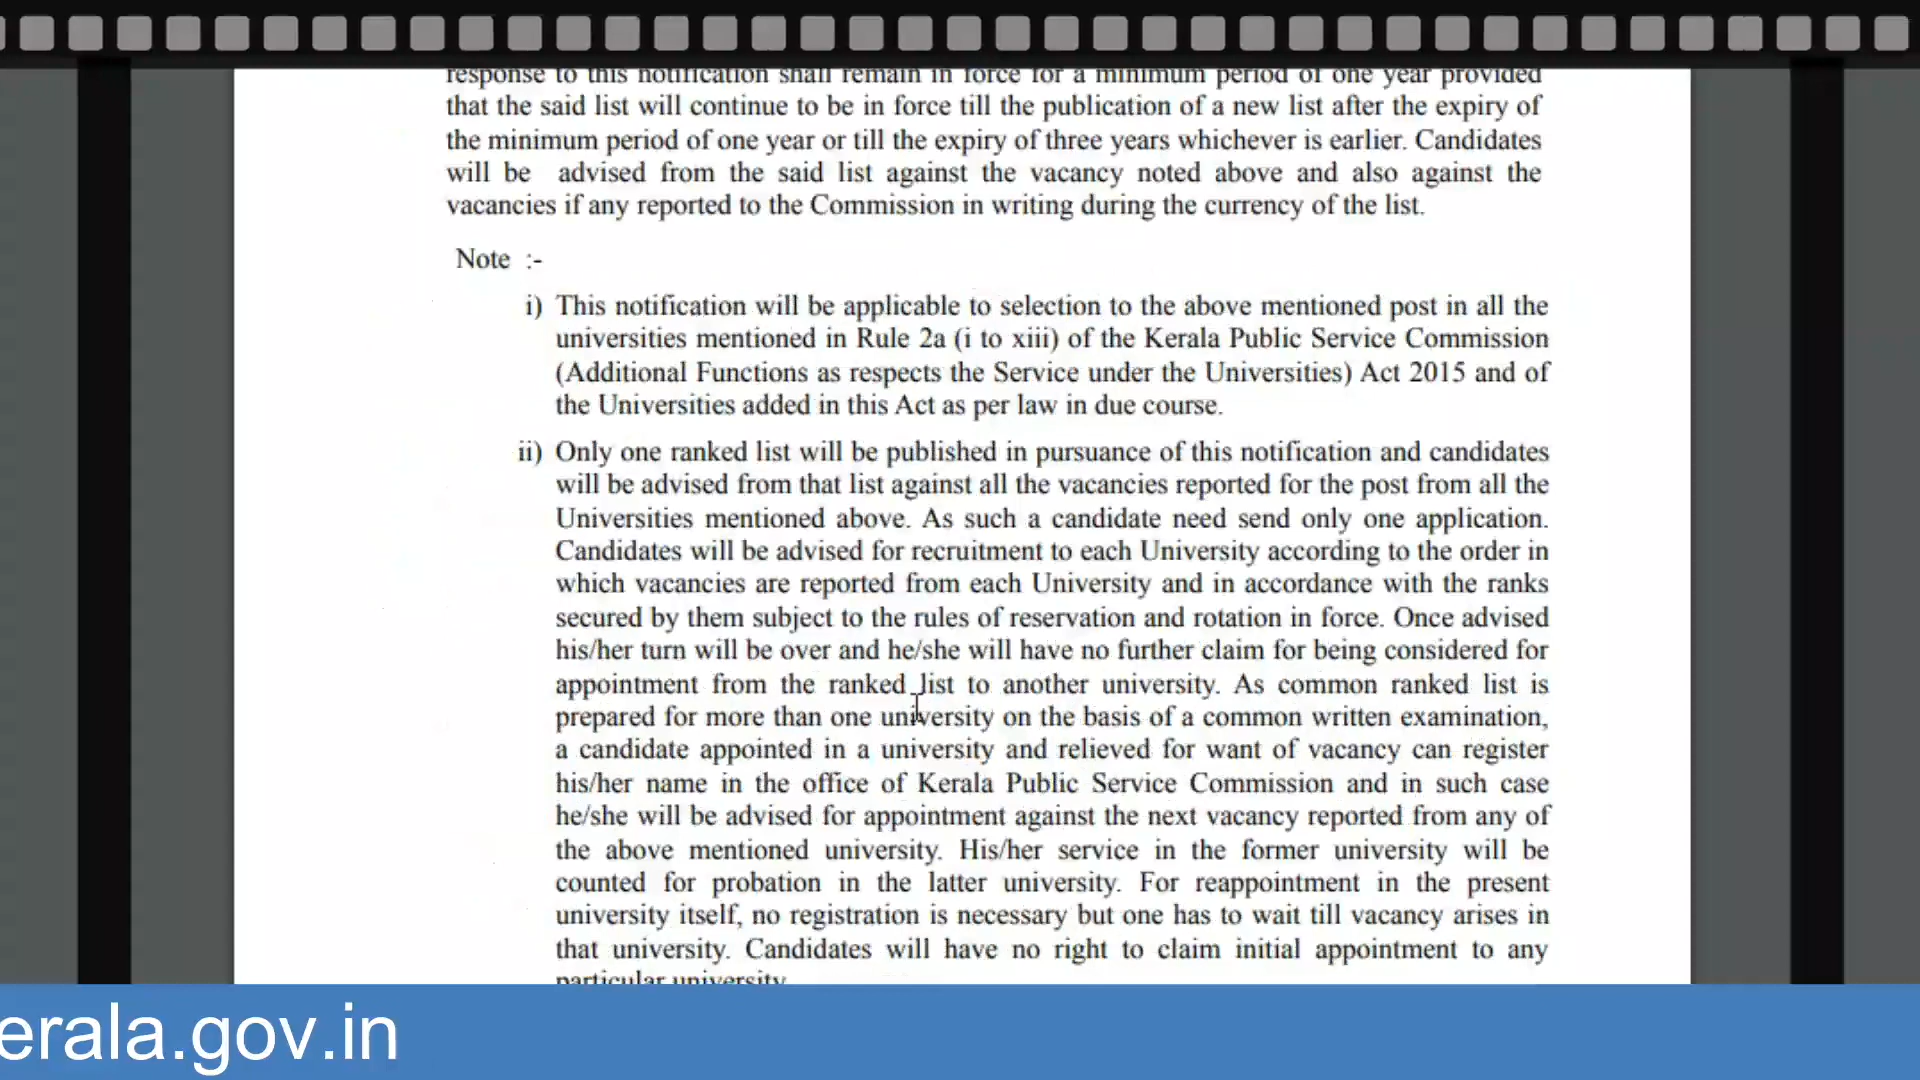 response to this notification shall remain in force for a minimum period of one year provided
that the said list will continue to be in force till the publication of a new list after the expiry of
the minimum period of one year or till the expiry of three years whichever is earlier. Candidates
will be advised from the said list against the vacancy noted above and also against the
vacancies if any reported to the Commission in writing during the currency of the list.
Note :-
i) This notification will be applicable to selection to the above mentioned post in all the
universities mentioned in Rule 2a (i to xiii) of the Kerala Public Service Commission
(Additional Functions as respects the Service under the Universities) Act 2015 and of
the Universities added in this Act as per law in due course.
ii) Only one ranked list will be published in pursuance of this notification and candidates
will be advised from that list against all the vacancies reported for the post from all the
Universities mentioned above. As such a candidate need send only one application.
Candidates will be advised for recruitment to each University according to the order in
which vacancies are reported from each University and in accordance with the ranks
secured by them subject to the rules of reservation and rotation in force. Once advised
his/her turn will be over and he/she will have no further claim for being considered for
appointment from the ranked list to another university. As common ranked list is
prepared for more than one university on the basis of a common written examination,
a candidate appointed in a university and relieved for want of vacancy can register
his/her name in the office of Kerala Public Service Commission and in such case
he/she will be advised for appointment against the next vacancy reported from any of
the above mentioned university. His/her service in the former university will be
counted for probation in the latter university. For reappointment in the present
university itself, no registration is necessary but one has to wait till vacancy arises in
that university. Candidates will have no right to claim initial appointment to any
particular university.
erala.gov.in